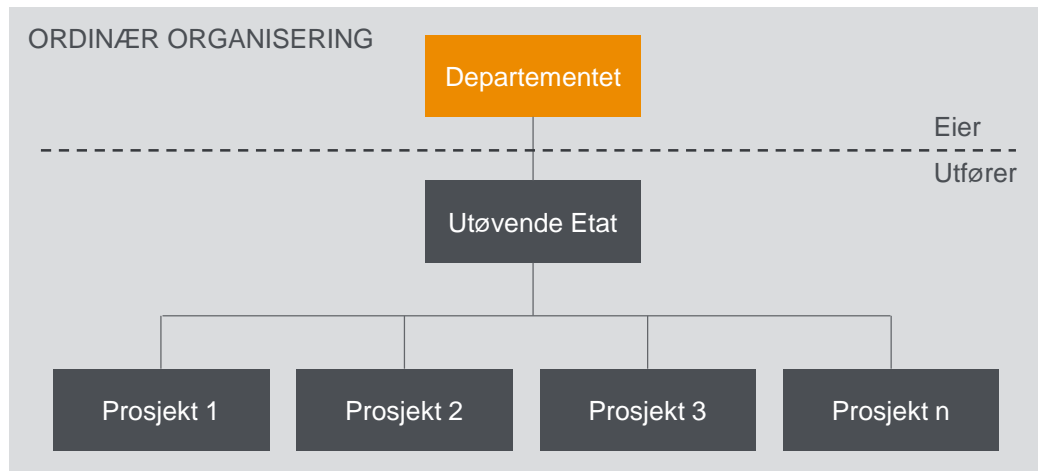 ORDINÆR ORGANISERING
Departementet
Eier
Utfører
Utøvende Etat
Prosjekt 1
Prosjekt 2
Prosjekt 3
Prosjekt n